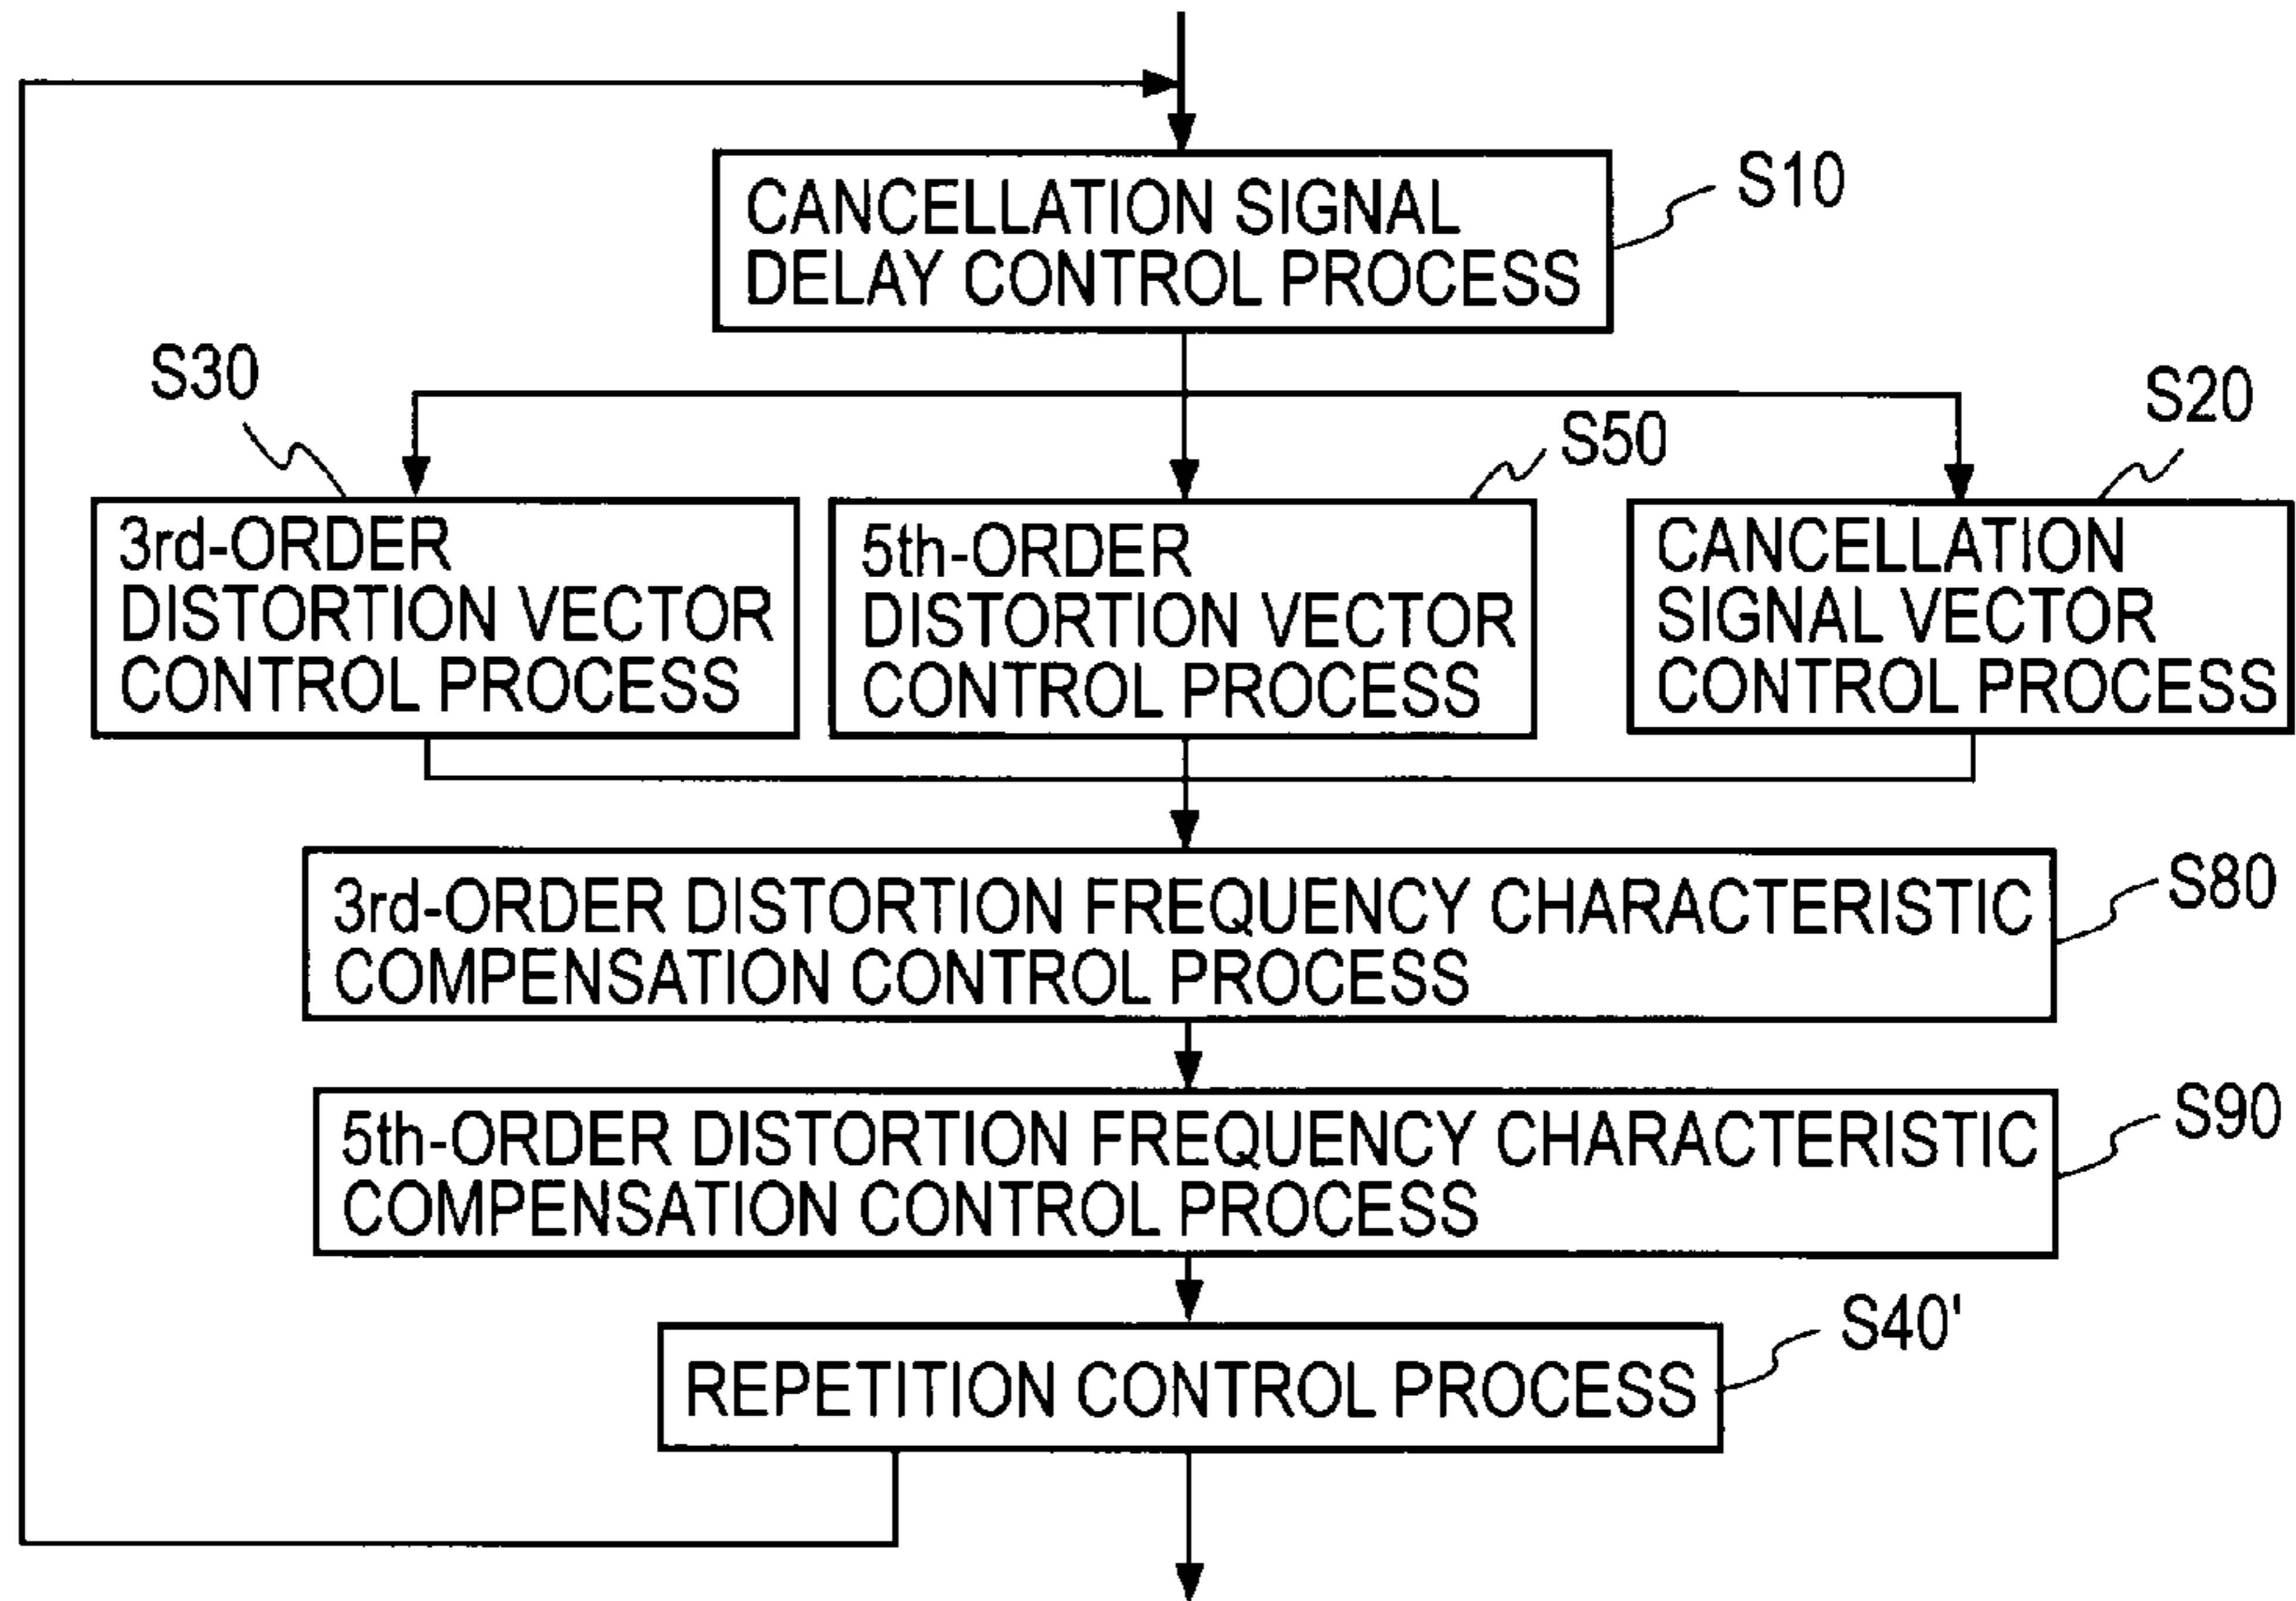 CANCELLATION SIGNAL
DELAY CONTROL PROCESS
S10
S30
S50
S20
3rd-ORDER
DISTORTION VECTOR
CONTROL PROCESS
5th-ORDER
DISTORTION VECTOR
CONTROL PROCESS
CANCELLATION
SIGNAL VECTOR
CONTROL PROCESS
3rd-ORDER DISTORTION FREQUENCY CHARACTERISTIC
COMPENSATION CONTROL PROCESS
S80
5th-ORDER DISTORTION FREQUENCY CHARACTERISTIC
COMPENSATION CONTROL PROCESS
S90
REPETITION CONTROL PROCESS
S40'